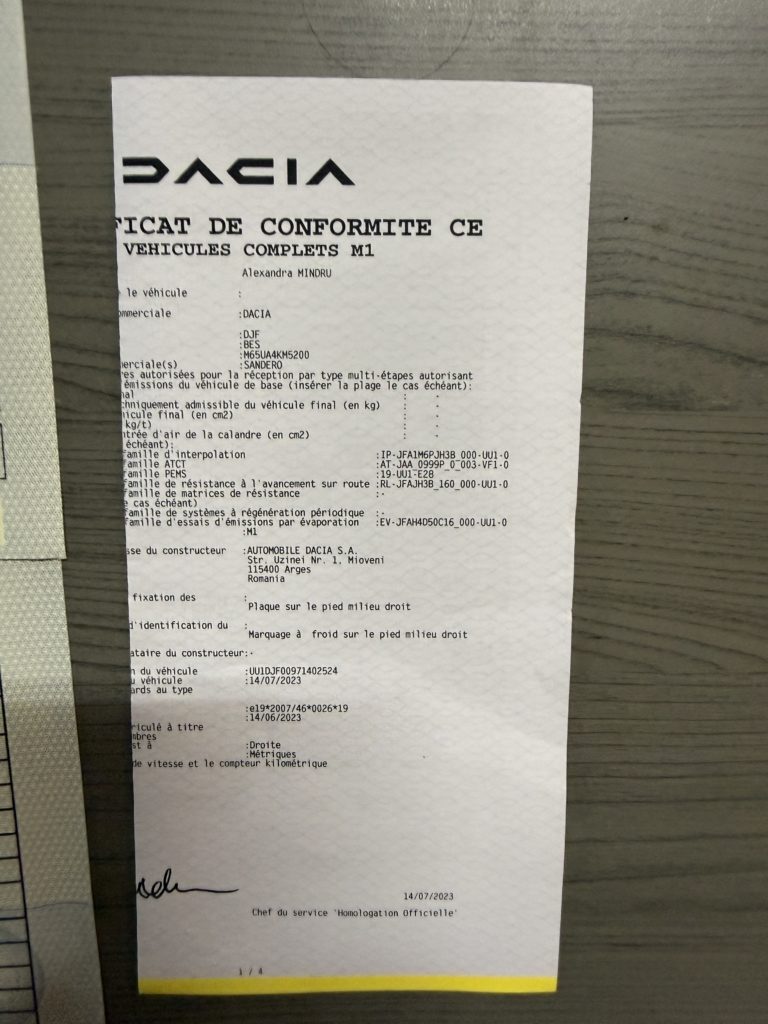 DACIA
FICAT DE CONFORMITE CE
VEHICULES COMPLETS M1
Alexandra MINDRU
le véhicule :
mmerciale :DACIA
:DJF
:BES
:M65UA4KM5200
erciale(s) :SANDERO
es autorisées pour la réception par type multi-étapes autorisant
émissions du véhicule de base (insérer la plage le cas échéant):
nal : -
chniquement admissible du véhicule final (en kg) : -
hicule final (en cm2) : -
kg/t) : -
ntrée d'air de la calandre (en cm2) : -
échéant):
famille d'interpolation :IP-JFA1M6PJH3B_000-UU1-0
famille ATCT :AT-JAA_0999P_0_003-VF1-0
famille PEMS :19-UU1-E28
famille de résistance à l'avancement sur route :RL-JFAJH3B_160_000-UU1-0
famille de matrices de résistance :-
e cas échéant)
famille de systèmes à régénération périodique :-
famille d'essais d'émissions par évaporation :EV-JFAH4D50C16_000-UU1-0
:M1
sse du constructeur :AUTOMOBILE DACIA S.A.
Str. Uzinei Nr. 1, Mioveni
115400 Arges
Romania
fixation des :
Plaque sur le pied milieu droit
d'identification du :
Marquage à froid sur le pied milieu droit
ataire du constructeur:-
n du véhicule :UU1DJF00971402524
u véhicule :14/07/2023
ards au type
:e19*2007/46*0026*19
:14/06/2023
riculé à titre
mbres
st à :Droite
:Métriques
de vitesse et le compteur kilométrique
14/07/2023
Chef du service 'Homologation Officielle'
1 / 4